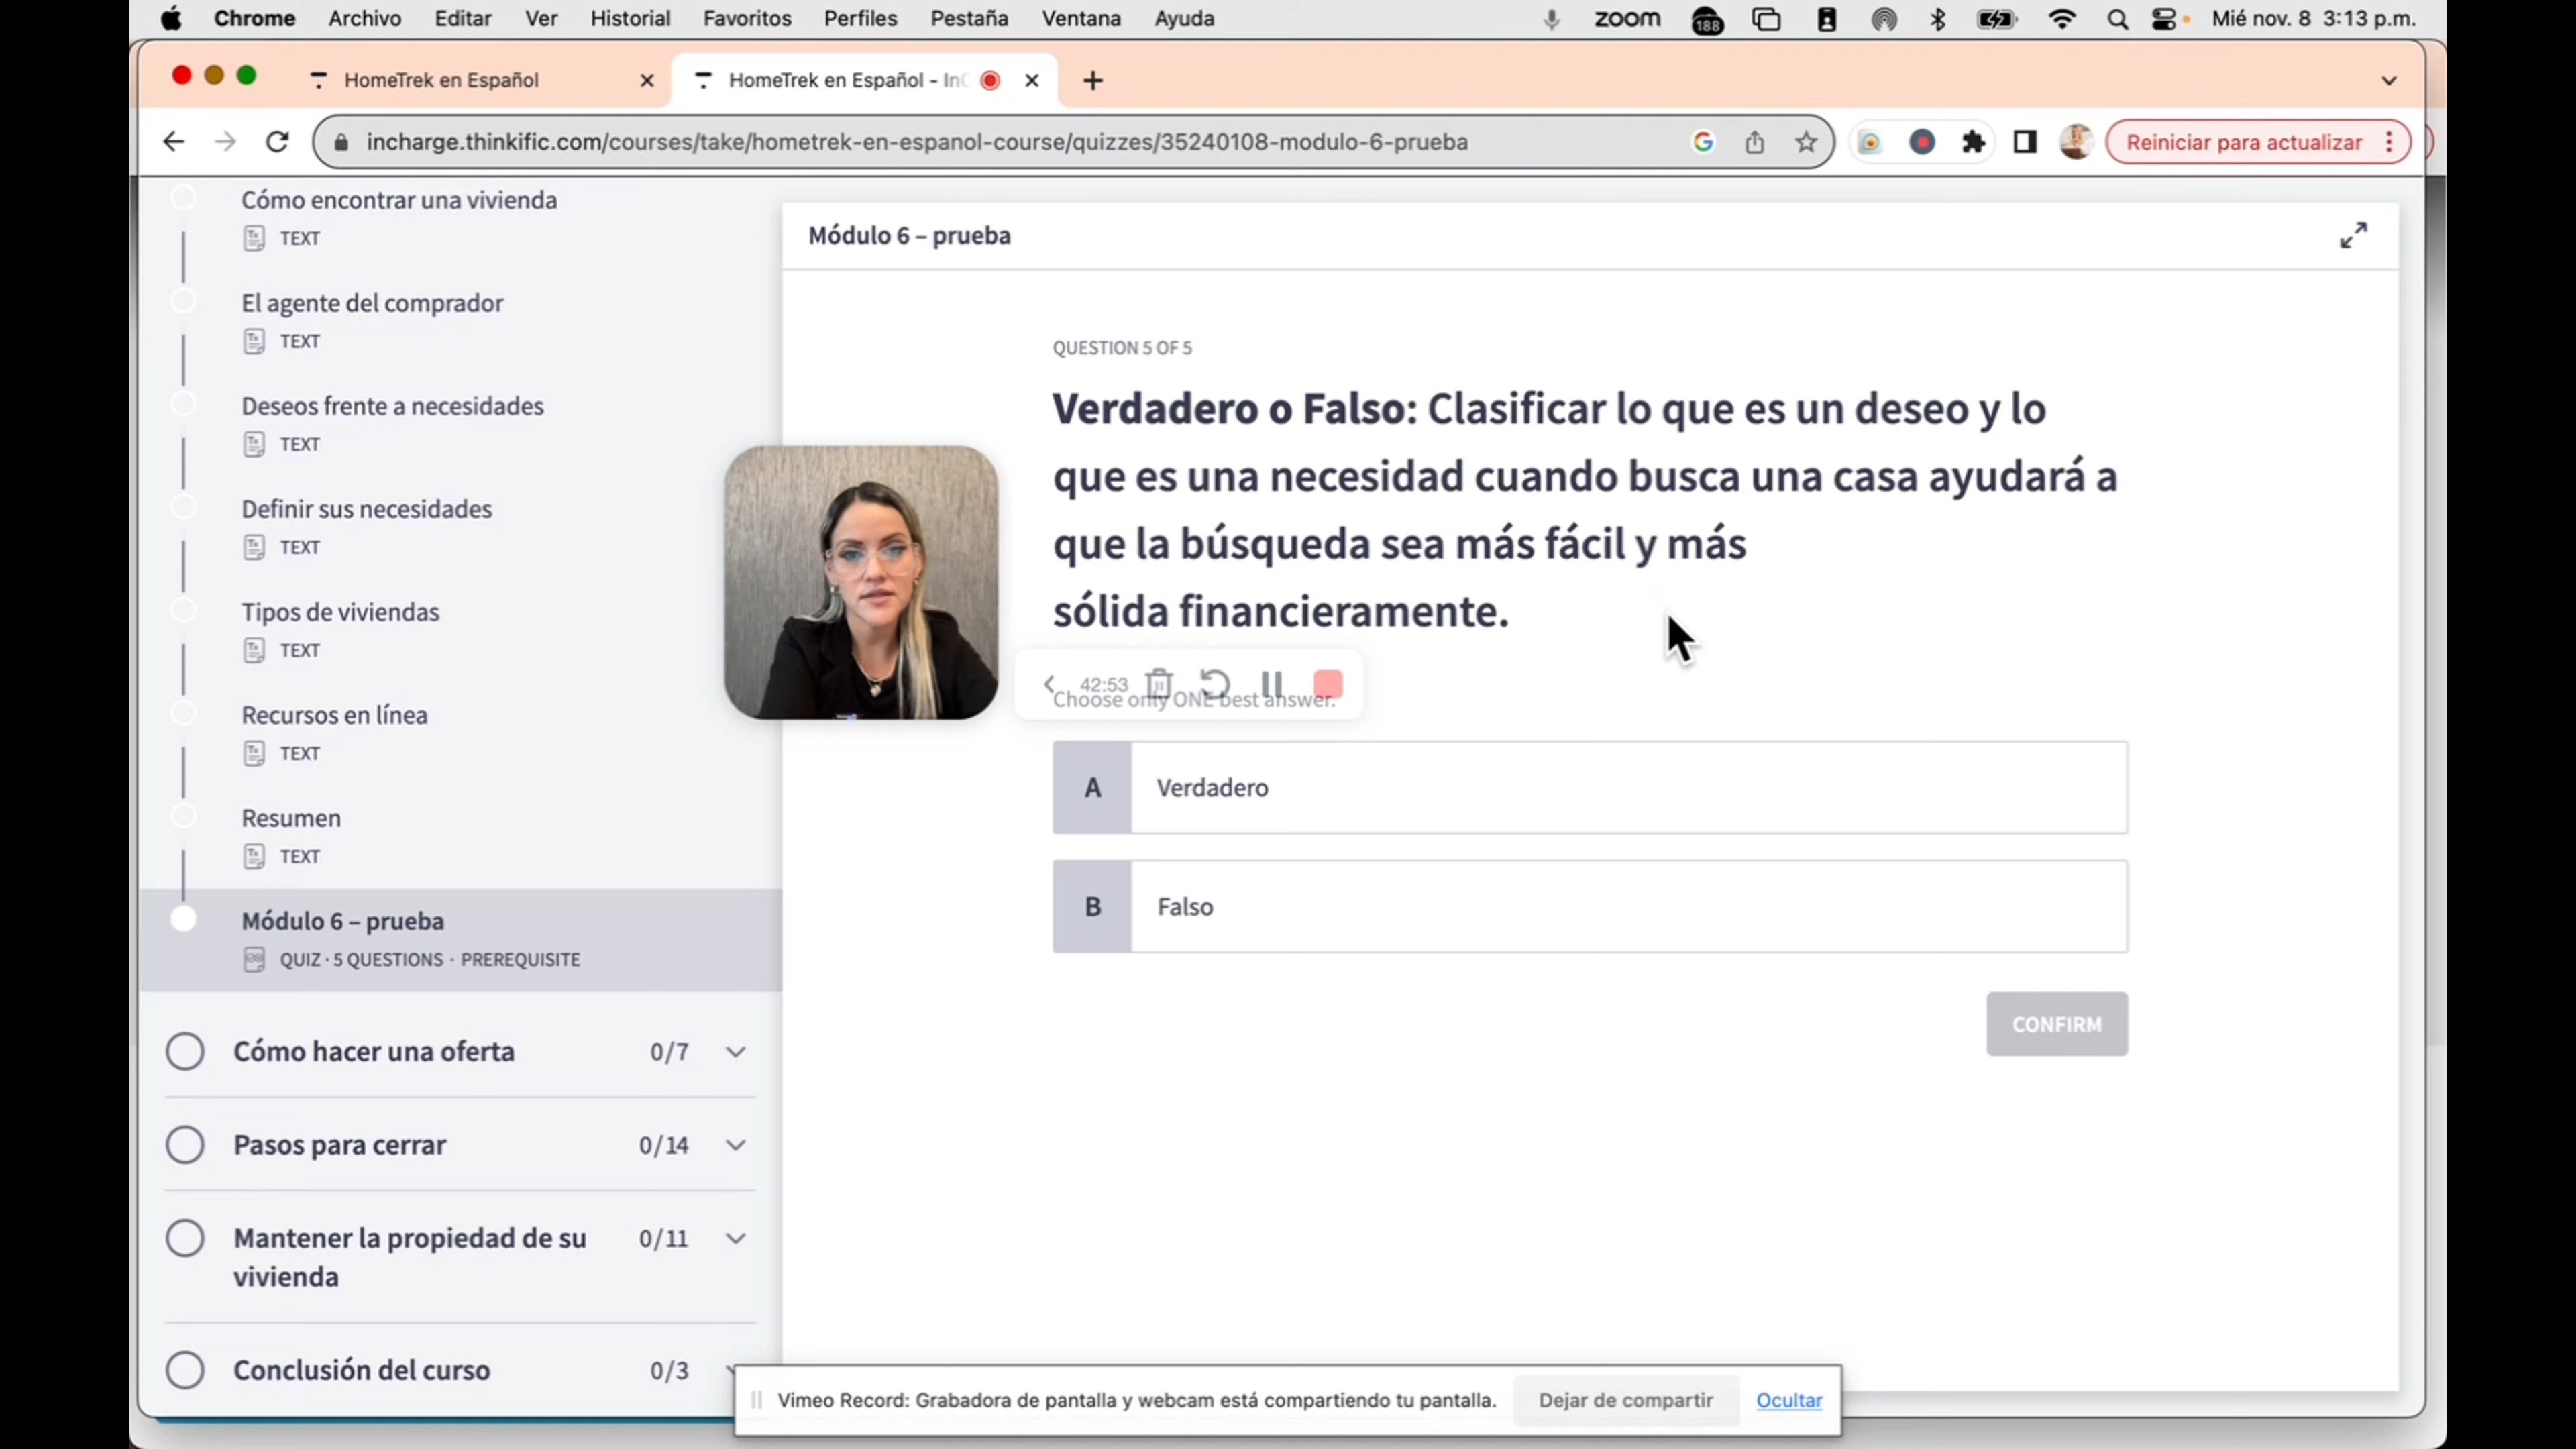 Chrome Archivo Editar Ver Historial Favoritos Perfiles Pestaña Ventana Ayuda
zoom 188 Mié nov. 8 3:13 p.m.
HomeTrek en Español
HomeTrek en Español - In
incharge.thinkific.com/courses/take/hometrek-en-espanol-course/quizzes/35240108-modulo-6-prueba
Reiniciar para actualizar
Cómo encontrar una vivienda
TEXT
El agente del comprador
TEXT
Deseos frente a necesidades
TEXT
Definir sus necesidades
TEXT
Tipos de viviendas
TEXT
Recursos en línea
TEXT
Resumen
TEXT
Módulo 6 – prueba
QUIZ · 5 QUESTIONS · PREREQUISITE
Cómo hacer una oferta 0/7
Pasos para cerrar 0/14
Mantener la propiedad de su 0/11
vivienda
Conclusión del curso 0/3
Módulo 6 – prueba
QUESTION 5 OF 5
Verdadero o Falso: Clasificar lo que es un deseo y lo
que es una necesidad cuando busca una casa ayudará a
que la búsqueda sea más fácil y más
sólida financieramente.
42:53
Choose only ONE best answer.
A Verdadero
B Falso
CONFIRM
Vimeo Record: Grabadora de pantalla y webcam está compartiendo tu pantalla. Dejar de compartir Ocultar